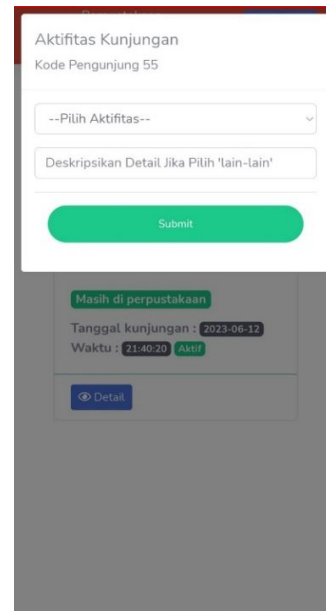 Aktifitas Kunjungan
Kode Pengunjung 55
--Pilih Aktifitas--
Deskripsikan Detail Jika Pilih 'lain-lain'
Submit
Masih di perpustakaan
Tanggal kunjungan : 2023-06-12
Waktu : 21:40:20 Aktif
Detail